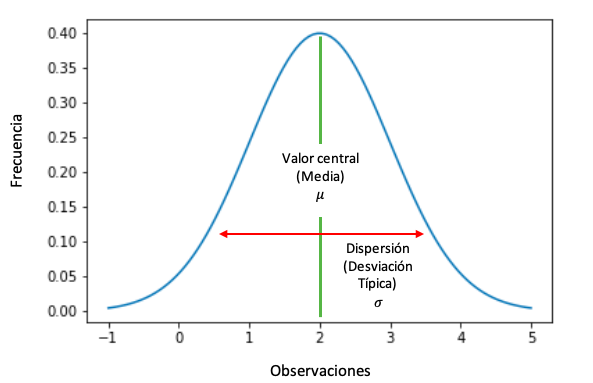 0.40
0.35
0.30
0.25
0.20
0.15
0.10
0.05
0.00
Frecuencia
Valor central
(Media)
μ
Dispersión
(Desviación
Típica)
σ
−1 0 1 2 3 4 5
Observaciones